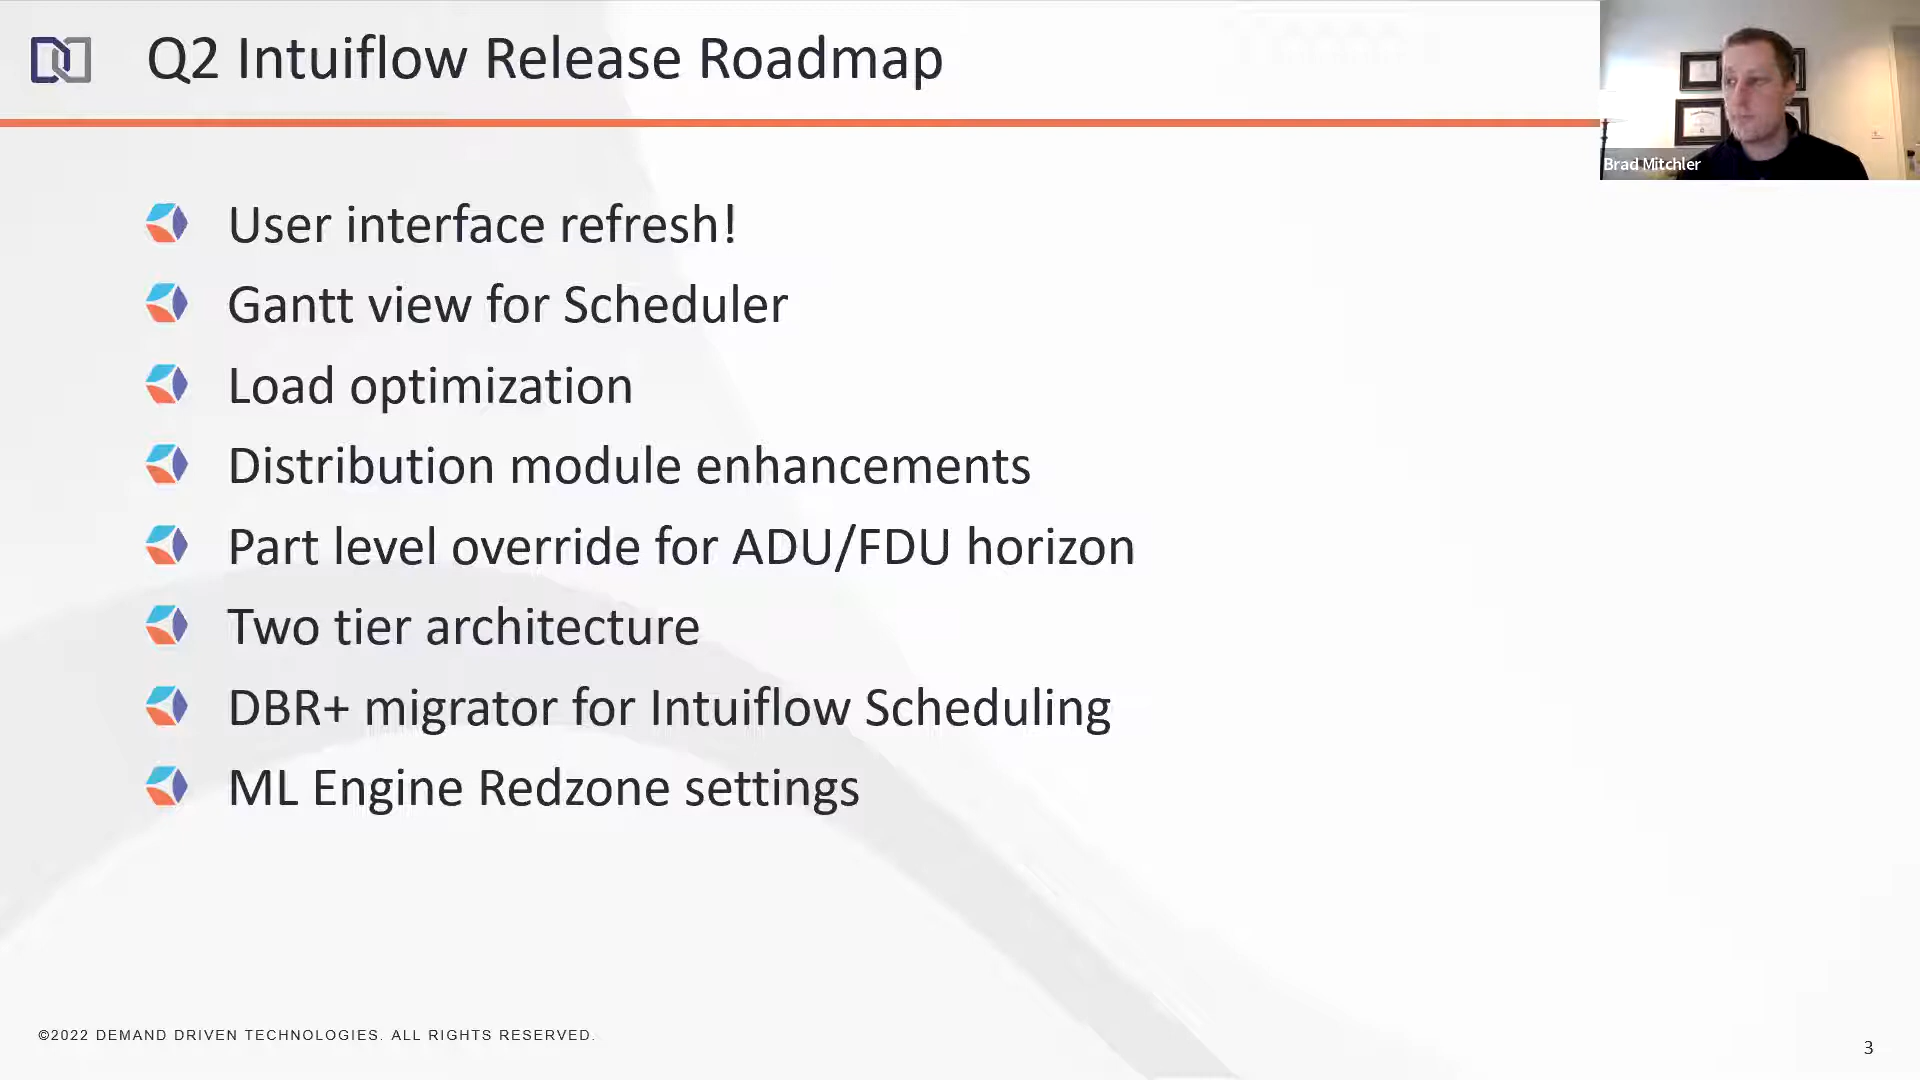 Q2 Intuiflow Release Roadmap
Brad Mitchler
User interface refresh!
Gantt view for Scheduler
Load optimization
Distribution module enhancements
Part level override for ADU/FDU horizon
Two tier architecture
DBR+ migrator for Intuiflow Scheduling
ML Engine Redzone settings
©2022 DEMAND DRIVEN TECHNOLOGIES. ALL RIGHTS RESERVED.
3